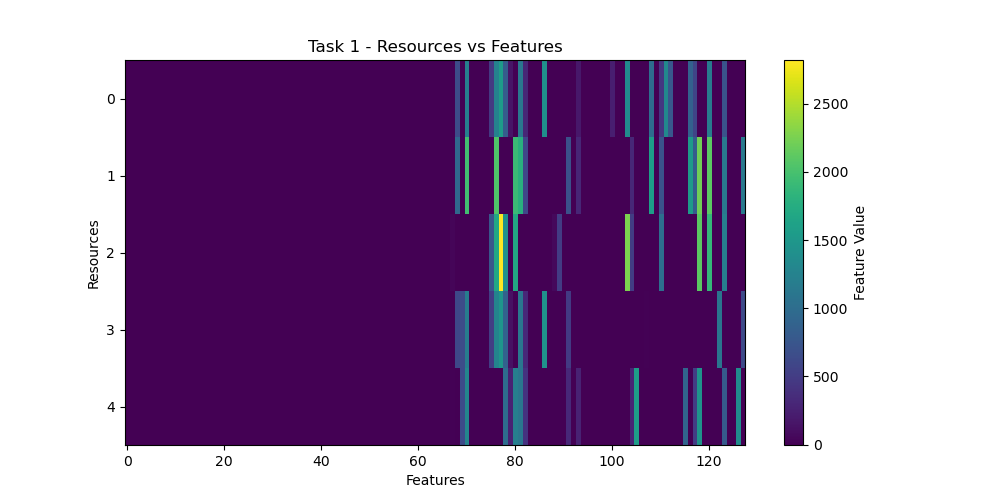 Task 1 - Resources vs Features
0
1
2
3
4
Resources
0 20 40 60 80 100 120
Features
2500
2000
1500
1000
500
0
Feature Value